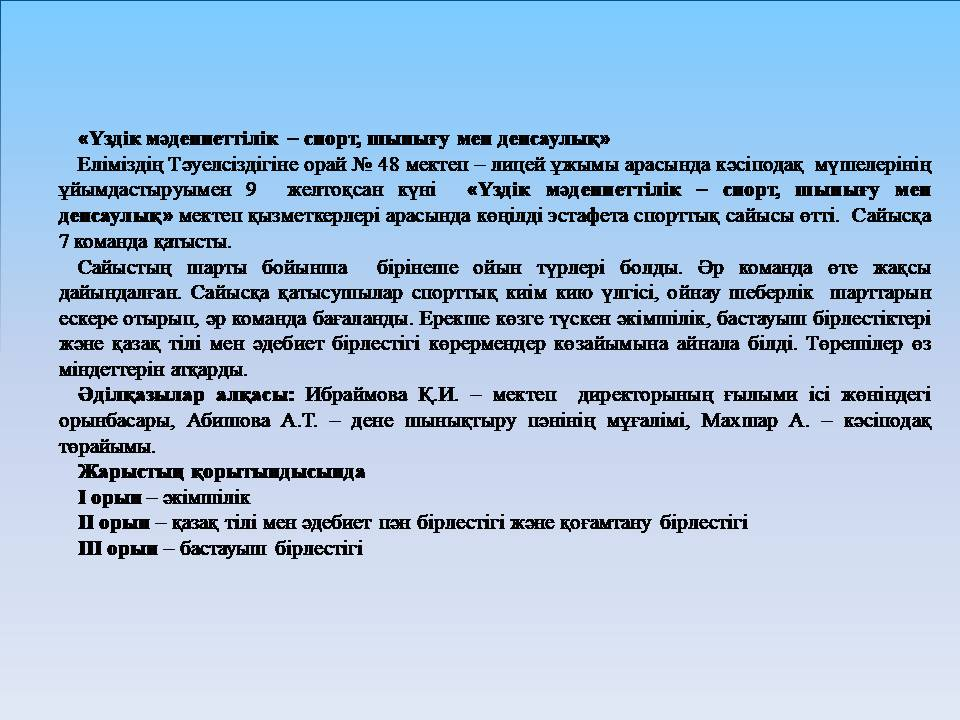 «Үздік мәдениеттілік – спорт, шынығу мен денсаулық»
Еліміздің Тәуелсіздігіне орай № 48 мектеп – лицей ұжымы арасында кәсіподақ мүшелерінің
ұйымдастыруымен 9 желтоқсан күні «Үздік мәдениеттілік – спорт, шынығу мен
денсаулық» мектеп қызметкерлері арасында көңілді эстафета спорттық сайысы өтті. Сайысқа
7 команда қатысты.
Сайыстың шарты бойынша бірінеше ойын түрлері болды. Әр команда өте жақсы
дайындалған. Сайысқа қатысушылар спорттық киім кию үлгісі, ойнау шеберлік шарттарын
ескере отырып, әр команда бағаланды. Ерекше көзге түскен әкімшілік, бастауыш бірлестіктері
және қазақ тілі мен әдебиет бірлестігі көрермендер көзайымына айнала білді. Төрешілер өз
міндеттерін атқарды.
Әділқазылар алқасы: Ибраймова Қ.И. – мектеп директорының ғылыми ісі жөніндегі
орынбасары, Абишова А.Т. – дене шынықтыру пәнінің мұғалімі, Махшар А. – кәсіподақ
төрайымы.
Жарыстың қорытындысында
І орын – әкімшілік
ІІ орын – қазақ тілі мен әдебиет пән бірлестігі және қоғамтану бірлестігі
ІІІ орын – бастауыш бірлестігі